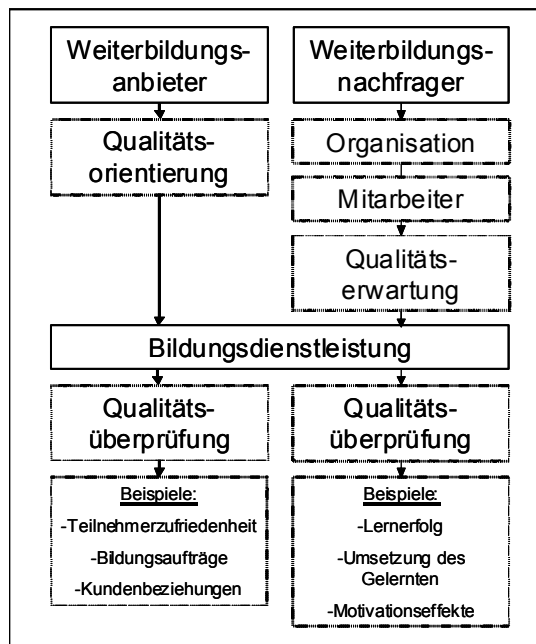 Weiterbildungs-
anbieter
Weiterbildungs-
nachfrager
Qualitäts-
orientierung
Organisation
Mitarbeiter
Qualitäts-
erwartung
Bildungsdienstleistung
Qualitäts-
überprüfung
Qualitäts-
überprüfung
Beispiele:
-Teilnehmerzufriedenheit
-Bildungsaufträge
-Kundenbeziehungen
Beispiele:
-Lernerfolg
-Umsetzung des
Gelernten
-Motivationseffekte